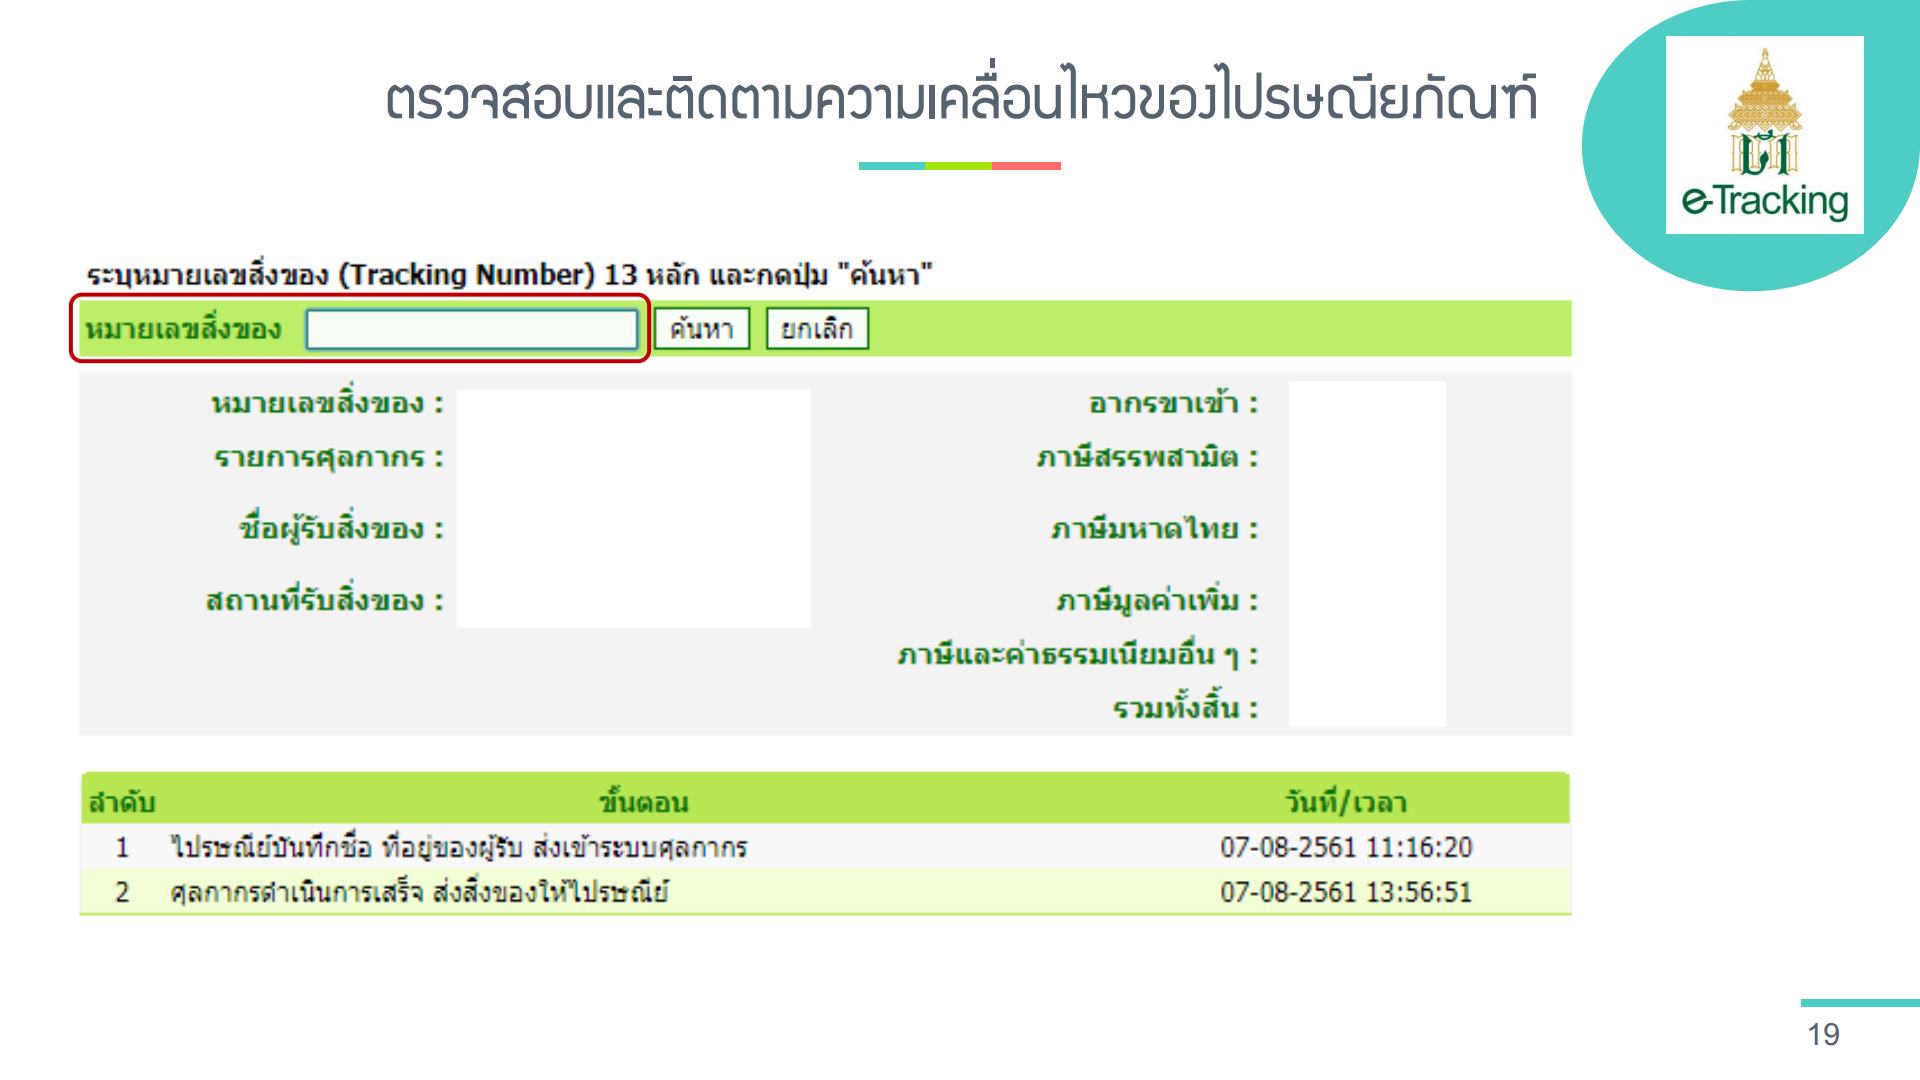 ตรวจสอบและติดตามความเคลื่อนไหวของไปรษณียภัณฑ์
e-Tracking
ระบุหมายเลขสิ่งของ (Tracking Number) 13 หลัก และกดปุ่ม "ค้นหา"
หมายเลขสิ่งของ ค้นหา ยกเลิก
หมายเลขสิ่งของ : อากรขาเข้า :
รายการศุลกากร : ภาษีสรรพสามิต :
ชื่อผู้รับสิ่งของ : ภาษีมหาดไทย :
สถานที่รับสิ่งของ : ภาษีมูลค่าเพิ่ม :
ภาษีและค่าธรรมเนียมอื่น ๆ :
รวมทั้งสิ้น :
ลำดับ ขั้นตอน วันที่/เวลา
1 ไปรษณีย์บันทึกชื่อ ที่อยู่ของผู้รับ ส่งเข้าระบบศุลกากร 07-08-2561 11:16:20
2 ศุลกากรดำเนินการเสร็จ ส่งสิ่งของให้ไปรษณีย์ 07-08-2561 13:56:51
19